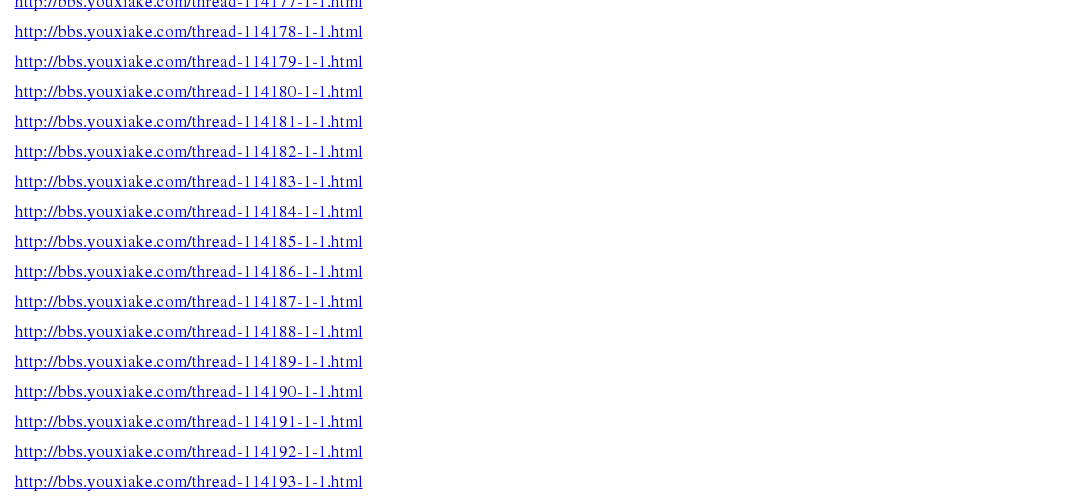 http://bbs.youxiake.com/thread-114177-1-1.html
http://bbs.youxiake.com/thread-114178-1-1.html
http://bbs.youxiake.com/thread-114179-1-1.html
http://bbs.youxiake.com/thread-114180-1-1.html
http://bbs.youxiake.com/thread-114181-1-1.html
http://bbs.youxiake.com/thread-114182-1-1.html
http://bbs.youxiake.com/thread-114183-1-1.html
http://bbs.youxiake.com/thread-114184-1-1.html
http://bbs.youxiake.com/thread-114185-1-1.html
http://bbs.youxiake.com/thread-114186-1-1.html
http://bbs.youxiake.com/thread-114187-1-1.html
http://bbs.youxiake.com/thread-114188-1-1.html
http://bbs.youxiake.com/thread-114189-1-1.html
http://bbs.youxiake.com/thread-114190-1-1.html
http://bbs.youxiake.com/thread-114191-1-1.html
http://bbs.youxiake.com/thread-114192-1-1.html
http://bbs.youxiake.com/thread-114193-1-1.html